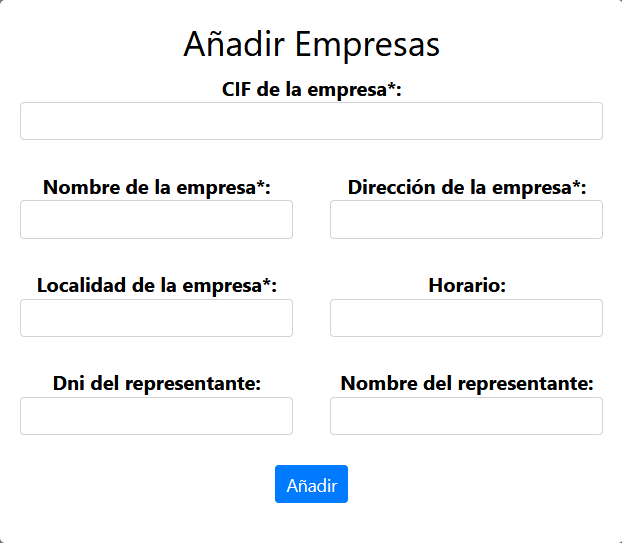 Añadir Empresas
CIF de la empresa*:
Nombre de la empresa*: Dirección de la empresa*:
Localidad de la empresa*: Horario:
Dni del representante: Nombre del representante:
Añadir